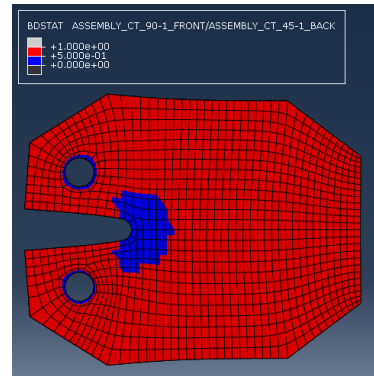 BDSTAT ASSEMBLY_CT_90-1_FRONT/ASSEMBLY_CT_45-1_BACK
+1.000e+00
+5.000e-01
+0.000e+00